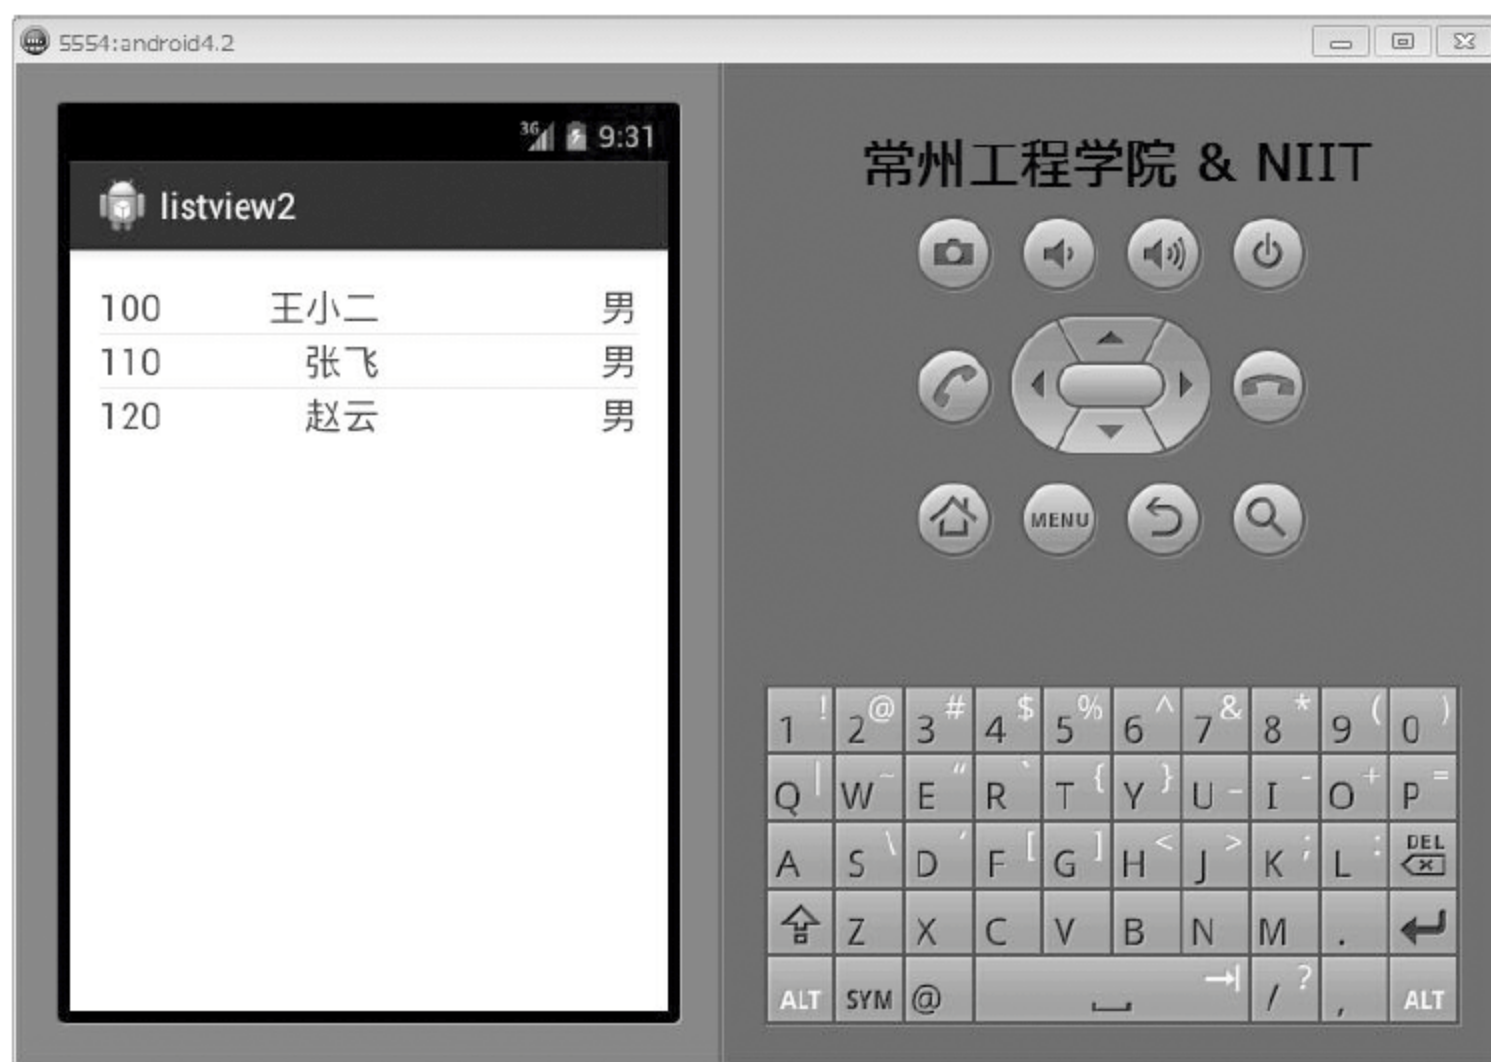 5554:android4.2
3G 9:31
listview2
100 王小二 男
110 张飞 男
120 赵云 男
常州工程学院 & NIIT
MENU
1 ! 2 @ 3 # 4 $ 5 % 6 ^ 7 & 8 * 9 ( 0 )
Q | W ~ E " R ` T { Y } U _ I - O + P =
A S \ D ' F [ G ] H < J > K ; L : DEL
Z X C V B N M .
ALT SYM @ / ? , ALT